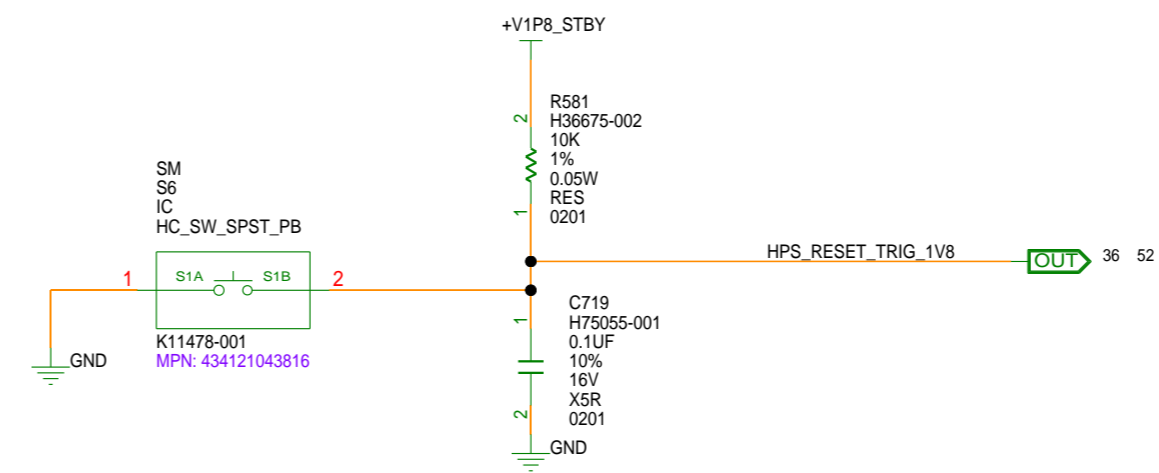 +V1P8_STBY
R581
H36675-002
2
10K
1%
0.05W
RES
1
0201
SM
S6
IC
HC_SW_SPST_PB
HPS_RESET_TRIG_1V8
OUT
36 52
1
S1A
S1B
2
K11478-001
MPN: 434121043816
GND
C719
1
H75055-001
0.1UF
10%
16V
X5R
2
0201
GND